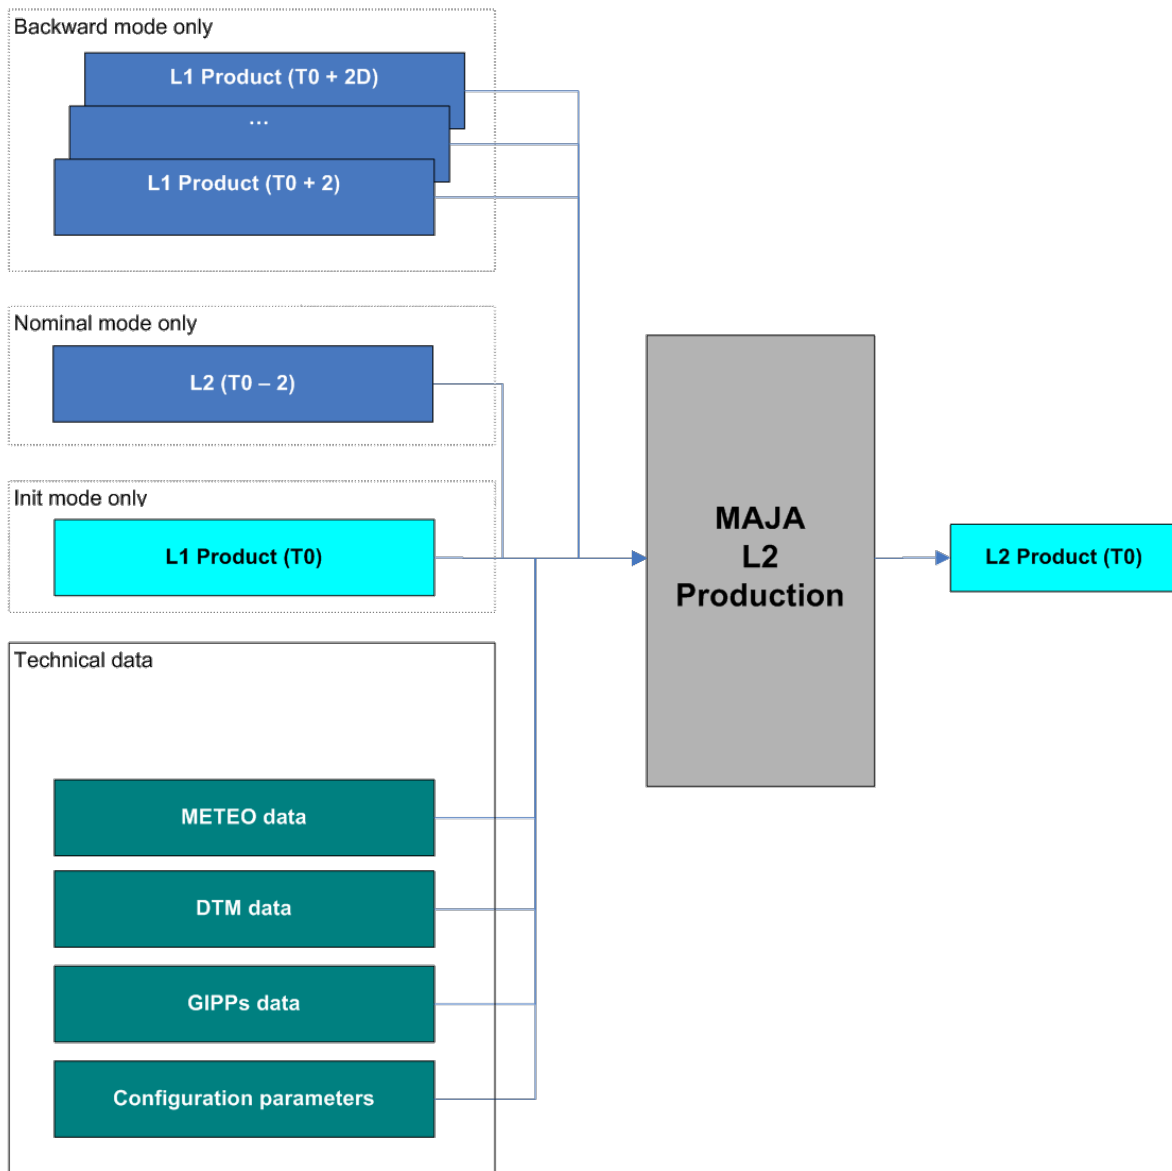 Backward mode only
L1 Product (T0 + 2D)
...
L1 Product (T0 + 2)
Nominal mode only
L2 (T0 – 2)
Init mode only
L1 Product (T0)
MAJA
L2
Production
L2 Product (T0)
Technical data
METEO data
DTM data
GIPPs data
Configuration parameters